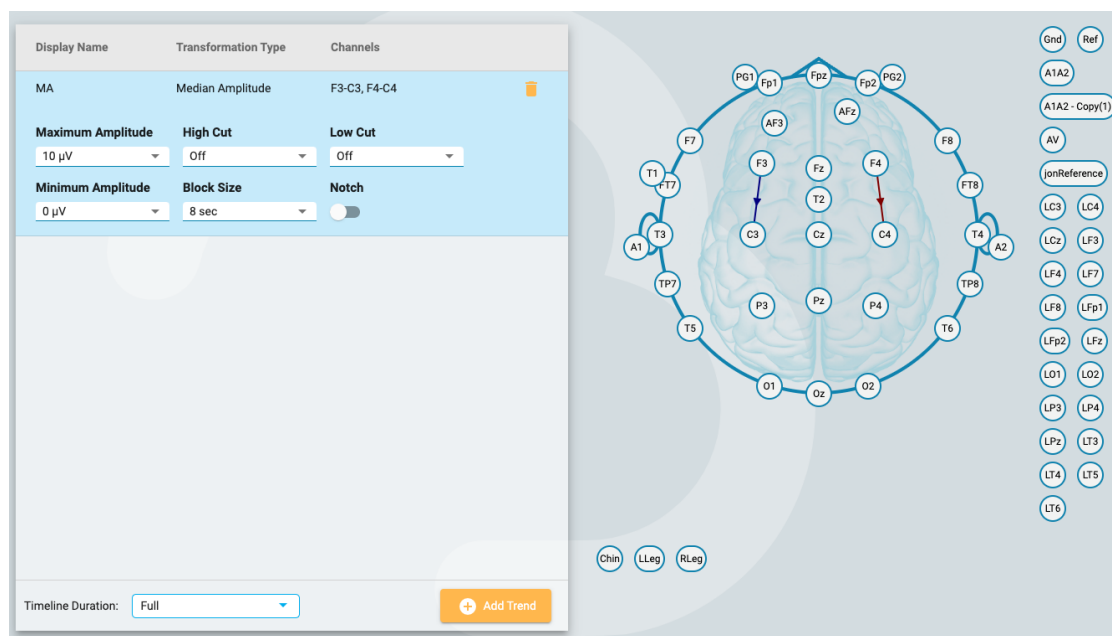 Display Name Transformation Type Channels
MA Median Amplitude F3-C3, F4-C4
Maximum Amplitude High Cut Low Cut
10 µV Off Off
Minimum Amplitude Block Size Notch
0 µV 8 sec
Timeline Duration: Full Add Trend
PG1 Fp1 Fpz Fp2 PG2
AF3 AFz
F7 F3 Fz F4 F8
T1 FT7 T2 FT8
A1 T3 C3 Cz C4 T4 A2
TP7 P3 Pz P4 TP8
T5 T6
O1 Oz O2
Chin LLeg RLeg
Gnd Ref
A1A2
A1A2 - Copy(1)
AV
jonReference
LC3 LC4
LCz LF3
LF4 LF7
LF8 LFp1
LFp2 LFz
LO1 LO2
LP3 LP4
LPz LT3
LT4 LT5
LT6